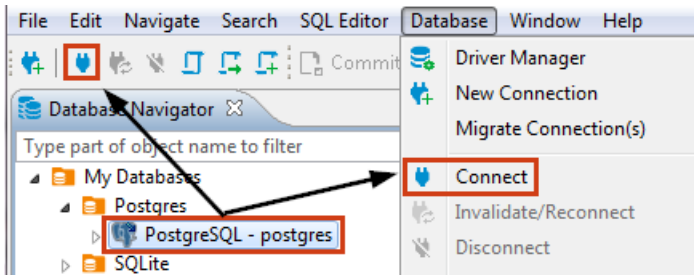 File Edit Navigate Search SQL Editor Database Window Help
Commit
Driver Manager
New Connection
Migrate Connection(s)
Connect
Invalidate/Reconnect
Disconnect
Database Navigator
Type part of object name to filter
My Databases
Postgres
PostgreSQL - postgres
SQLite